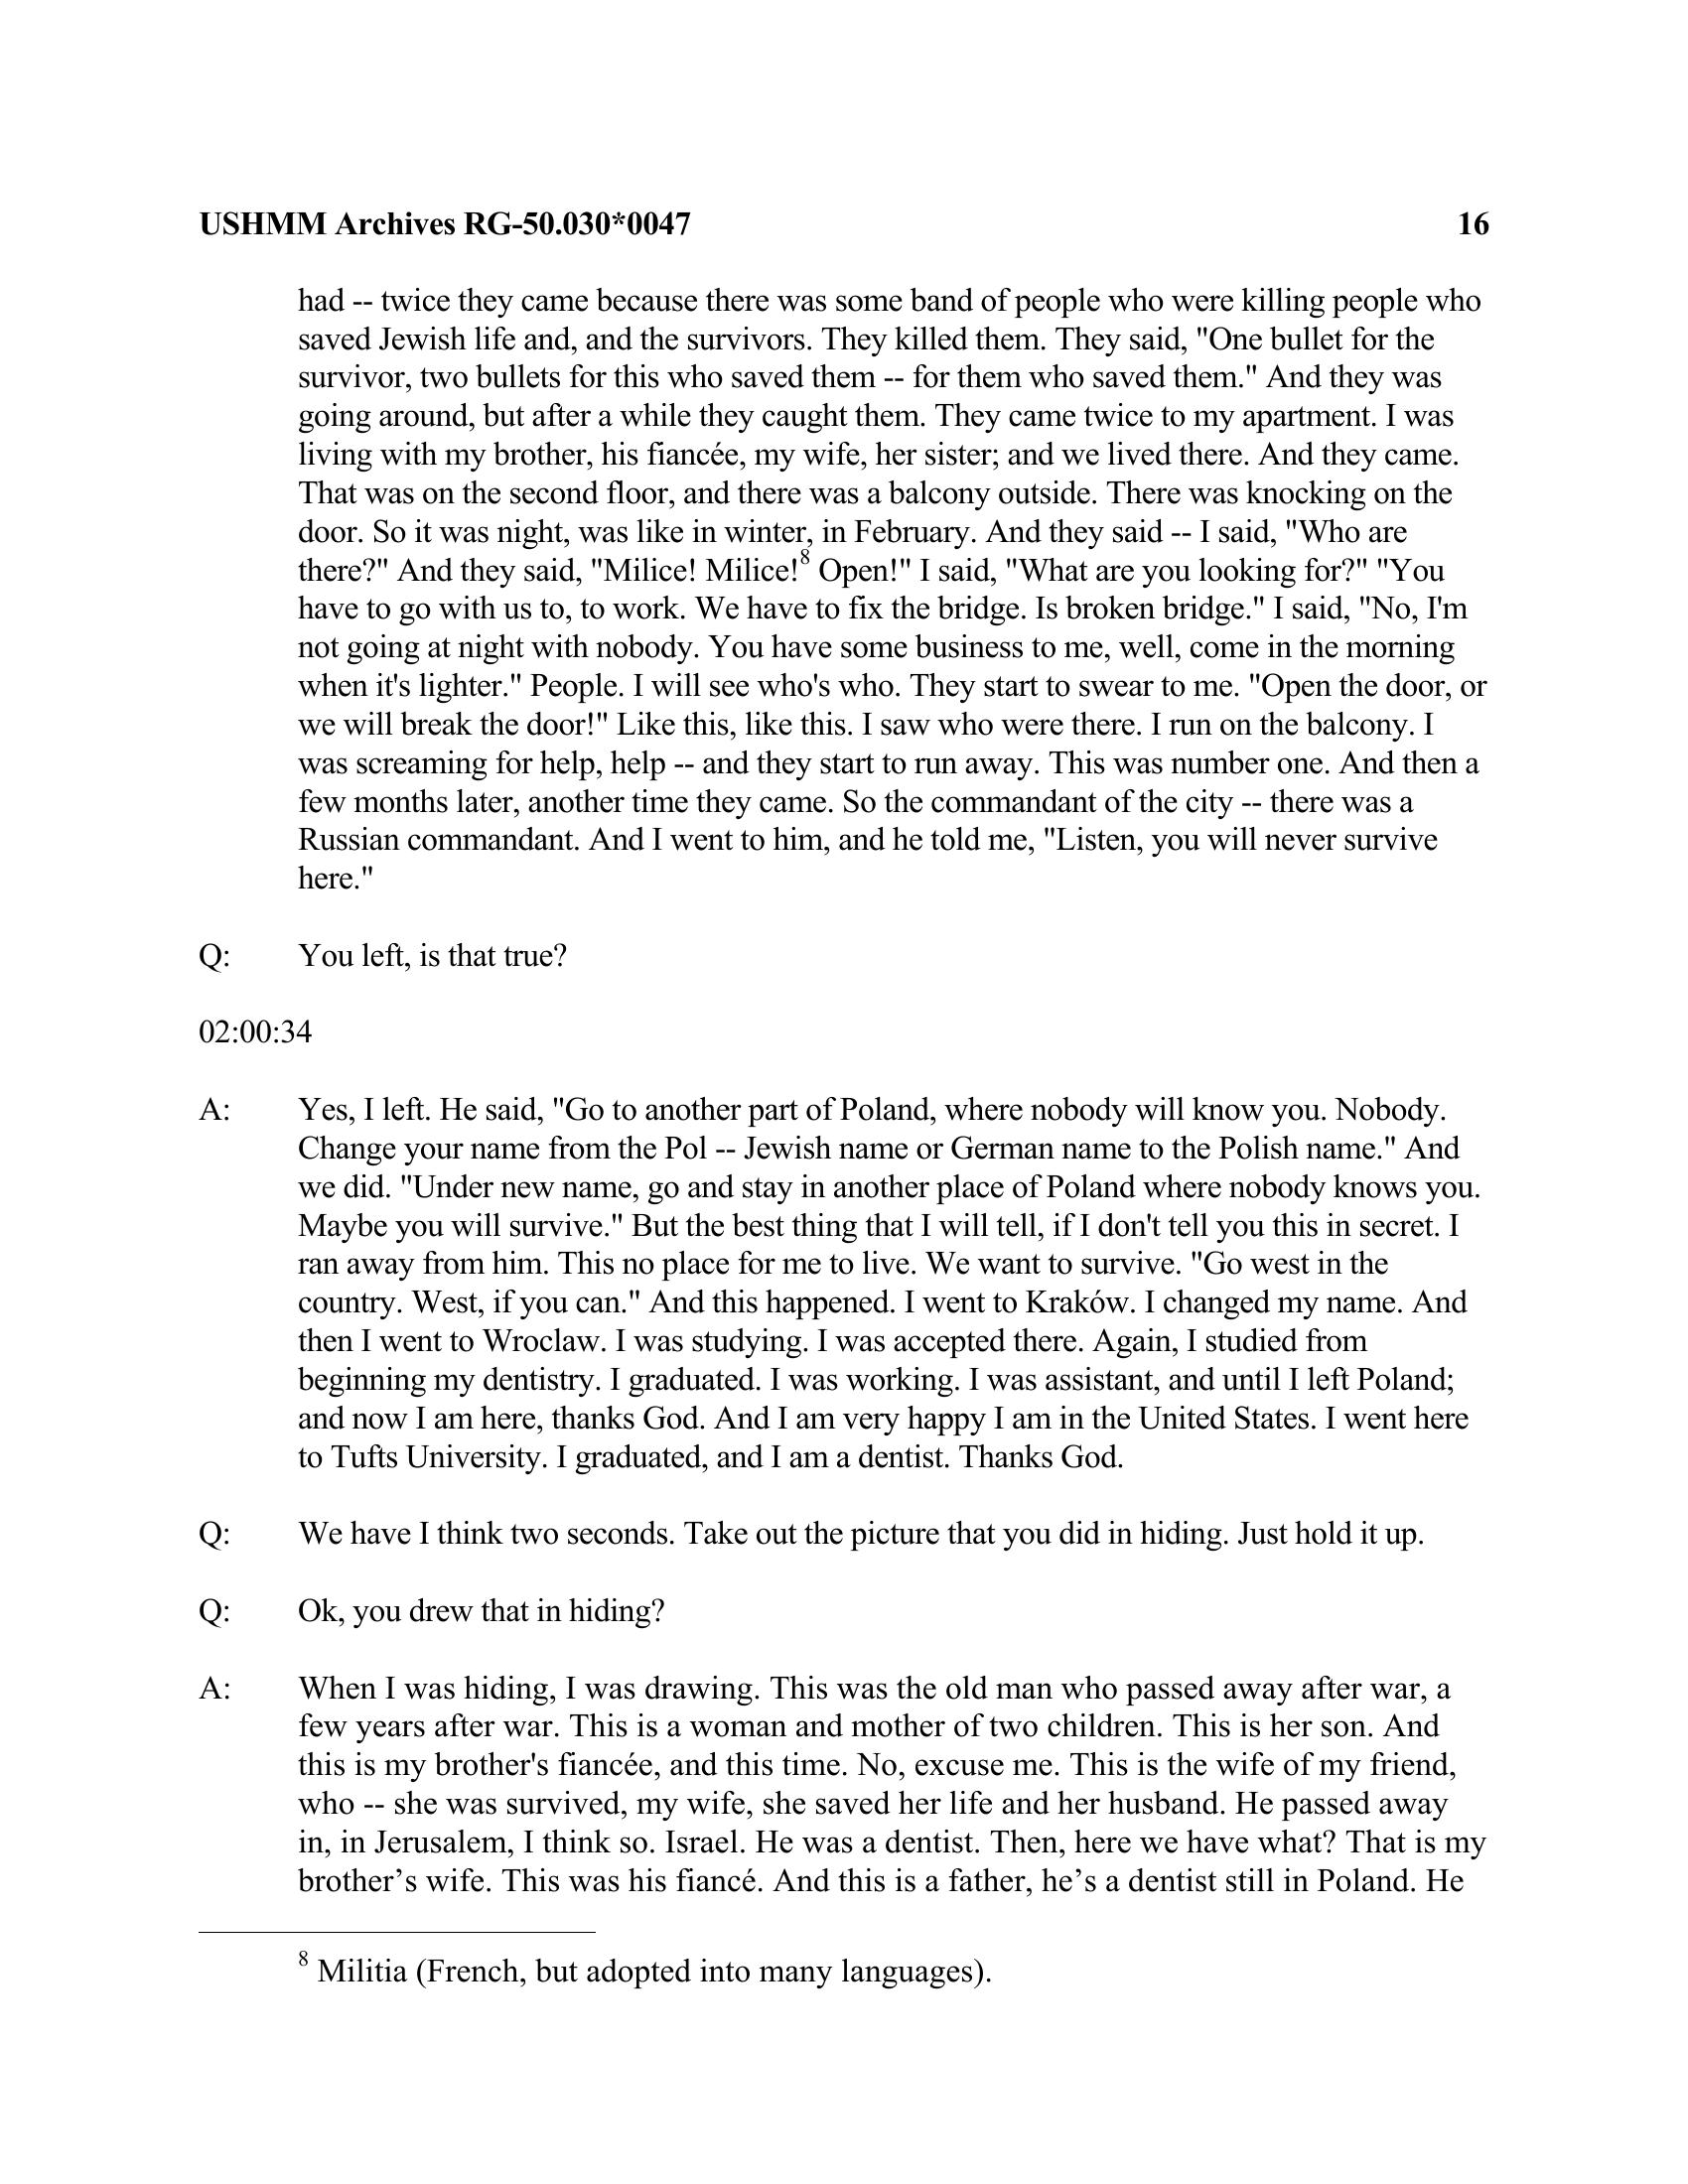 USHMM Archives RG-50.030*0047 16
had -- twice they came because there was some band of people who were killing people who
saved Jewish life and, and the survivors. They killed them. They said, "One bullet for the
survivor, two bullets for this who saved them -- for them who saved them." And they was
going around, but after a while they caught them. They came twice to my apartment. I was
living with my brother, his fiancée, my wife, her sister; and we lived there. And they came.
That was on the second floor, and there was a balcony outside. There was knocking on the
door. So it was night, was like in winter, in February. And they said -- I said, "Who are
there?" And they said, "Milice! Milice!8 Open!" I said, "What are you looking for?" "You
have to go with us to, to work. We have to fix the bridge. Is broken bridge." I said, "No, I'm
not going at night with nobody. You have some business to me, well, come in the morning
when it's lighter." People. I will see who's who. They start to swear to me. "Open the door, or
we will break the door!" Like this, like this. I saw who were there. I run on the balcony. I
was screaming for help, help -- and they start to run away. This was number one. And then a
few months later, another time they came. So the commandant of the city -- there was a
Russian commandant. And I went to him, and he told me, "Listen, you will never survive
here."
Q: You left, is that true?
02:00:34
A: Yes, I left. He said, "Go to another part of Poland, where nobody will know you. Nobody.
Change your name from the Pol -- Jewish name or German name to the Polish name." And
we did. "Under new name, go and stay in another place of Poland where nobody knows you.
Maybe you will survive." But the best thing that I will tell, if I don't tell you this in secret. I
ran away from him. This no place for me to live. We want to survive. "Go west in the
country. West, if you can." And this happened. I went to Kraków. I changed my name. And
then I went to Wroclaw. I was studying. I was accepted there. Again, I studied from
beginning my dentistry. I graduated. I was working. I was assistant, and until I left Poland;
and now I am here, thanks God. And I am very happy I am in the United States. I went here
to Tufts University. I graduated, and I am a dentist. Thanks God.
Q: We have I think two seconds. Take out the picture that you did in hiding. Just hold it up.
Q: Ok, you drew that in hiding?
A: When I was hiding, I was drawing. This was the old man who passed away after war, a
few years after war. This is a woman and mother of two children. This is her son. And
this is my brother's fiancée, and this time. No, excuse me. This is the wife of my friend,
who -- she was survived, my wife, she saved her life and her husband. He passed away
in, in Jerusalem, I think so. Israel. He was a dentist. Then, here we have what? That is my
brother’s wife. This was his fiancé. And this is a father, he’s a dentist still in Poland. He
8 Militia (French, but adopted into many languages).